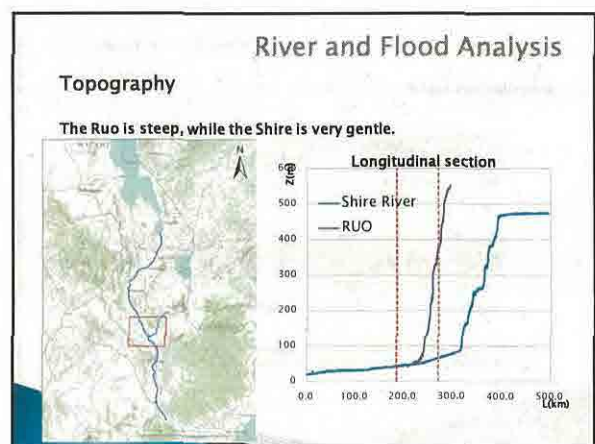 River and Flood Analysis
Topography
The Ruo is steep, while the Shire is very gentle.
N
Longitudinal section
Z(m)
600
500
400
300
200
100
0
Shire River
RUO
0.0 100.0 200.0 300.0 400.0 500.0
L(km)